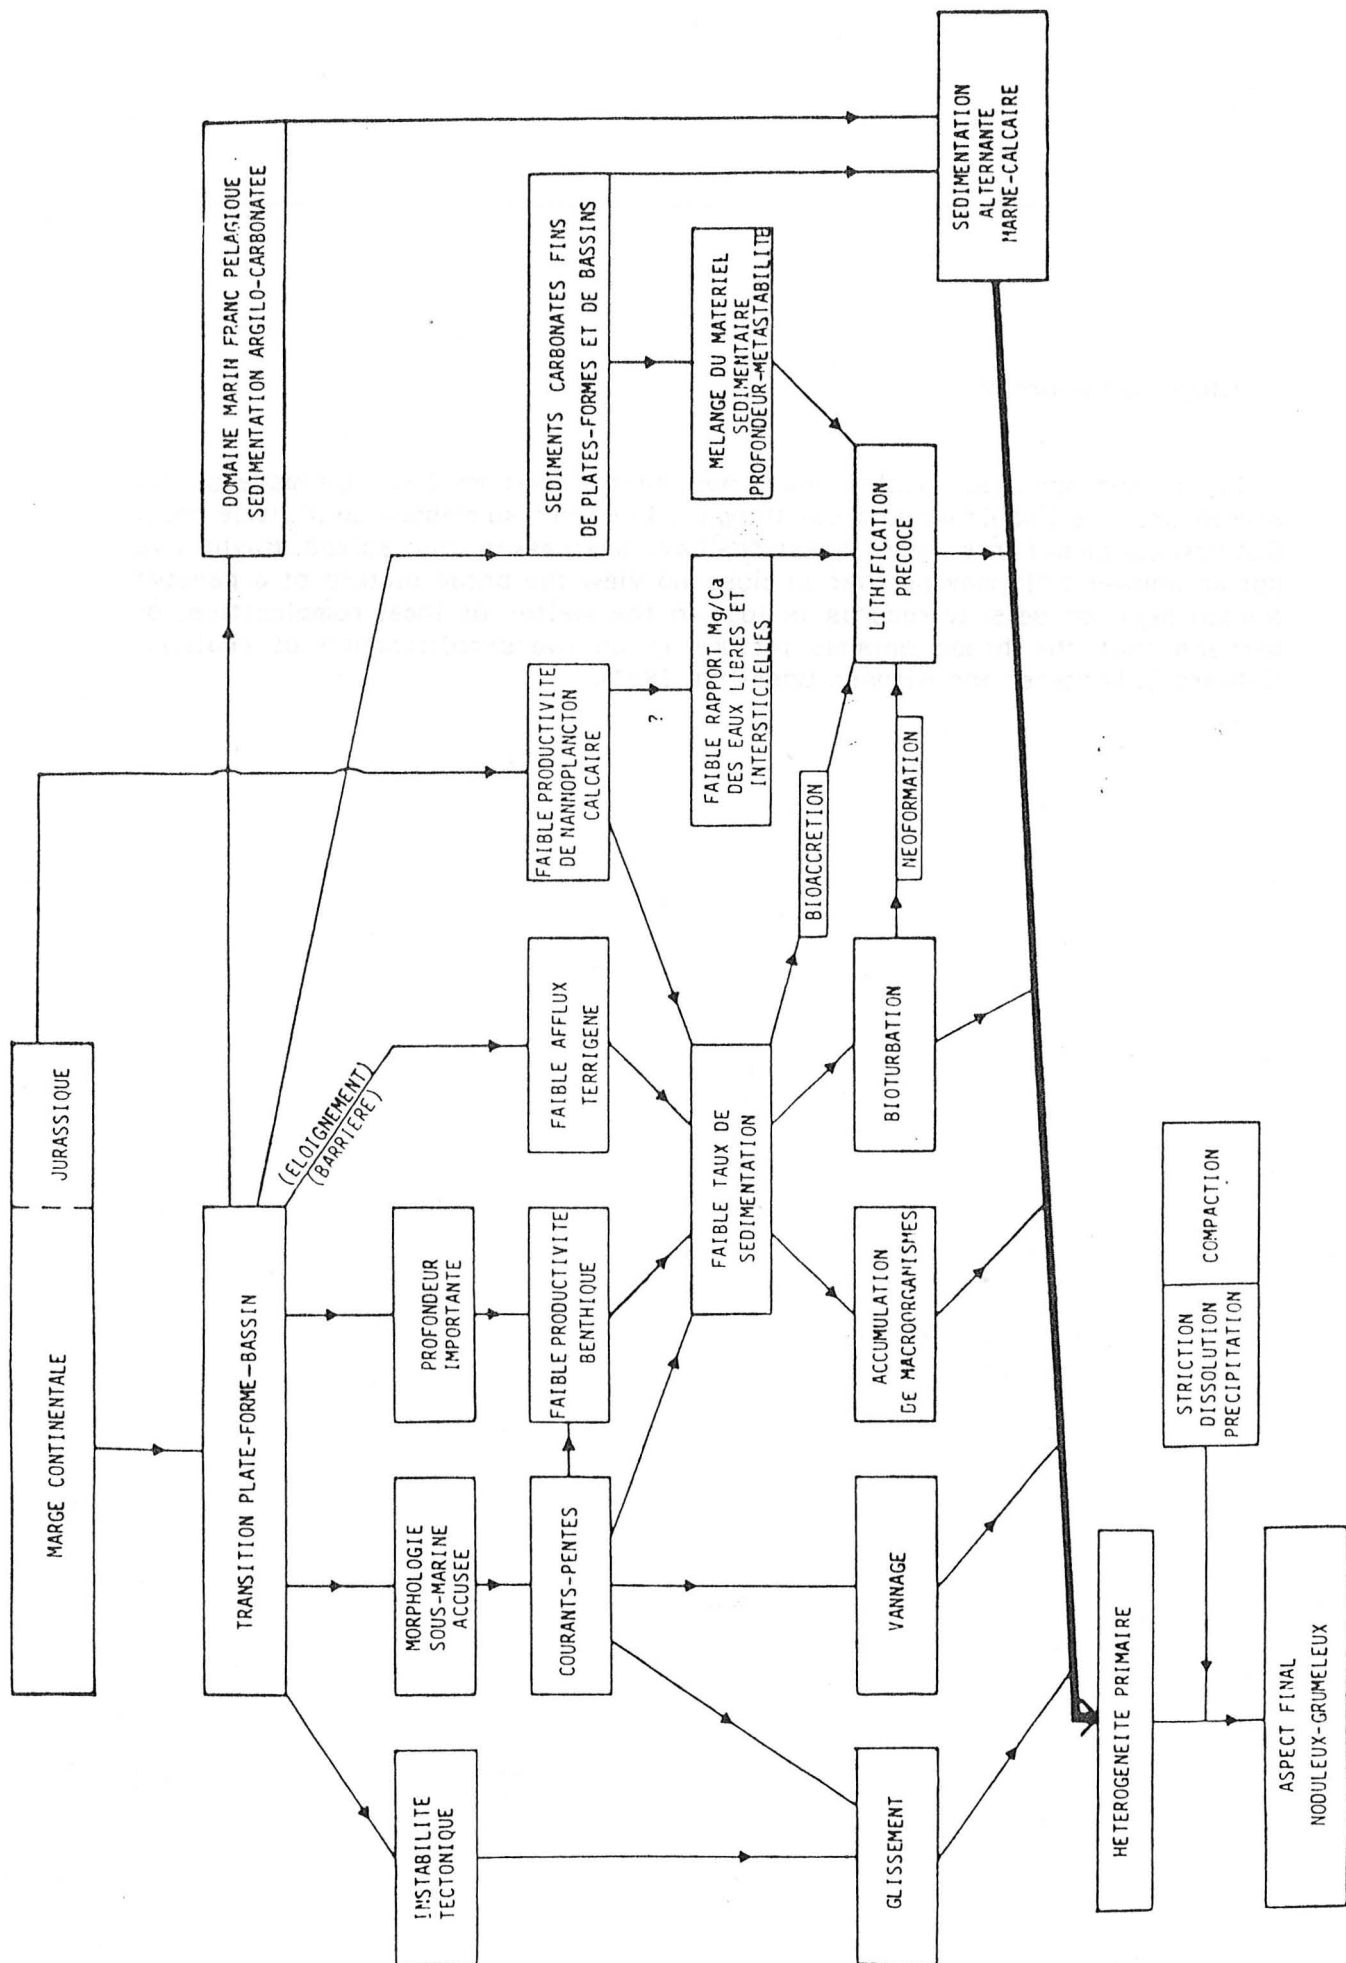 MARGE CONTINENTALE
JURASSIQUE
TRANSITION PLATE-FORME-BASSIN
DOMAINE MARIN FRANC PELAGIQUE
SEDIMENTATION ARGILO-CARBONATEE
(ELOIGNEMENT)
(BARRIERE)
INSTABILITE
TECTONIQUE
MORPHOLOGIE
SOUS-MARINE
ACCUSEE
PROFONDEUR
IMPORTANTE
COURANTS-PENTES
FAIBLE PRODUCTIVITE
BENTHIQUE
FAIBLE AFFLUX
TERRIGENE
FAIBLE PRODUCTIVITE
DE NANNOPLANCTON
CALCAIRE
SEDIMENTS CARBONATES FINS
DE PLATES-FORMES ET DE BASSINS
?
FAIBLE TAUX DE
SEDIMENTATION
FAIBLE RAPPORT Mg/Ca
DES EAUX LIBRES ET
INTERSTICIELLES
MELANGE DU MATERIEL
SEDIMENTAIRE
PROFONDEUR-METASTABILITE
BIOACCRETION
GLISSEMENT
VANNAGE
ACCUMULATION
DE MACROORGANISMES
BIOTURBATION
NEOFORMATION
LITHIFICATION
PRECOCE
SEDIMENTATION
ALTERNANTE
MARNE-CALCAIRE
HETEROGENEITE PRIMAIRE
STRICTION
DISSOLUTION
PRECIPITATION
COMPACTION
ASPECT FINAL
NODULEUX-GRUMELEUX